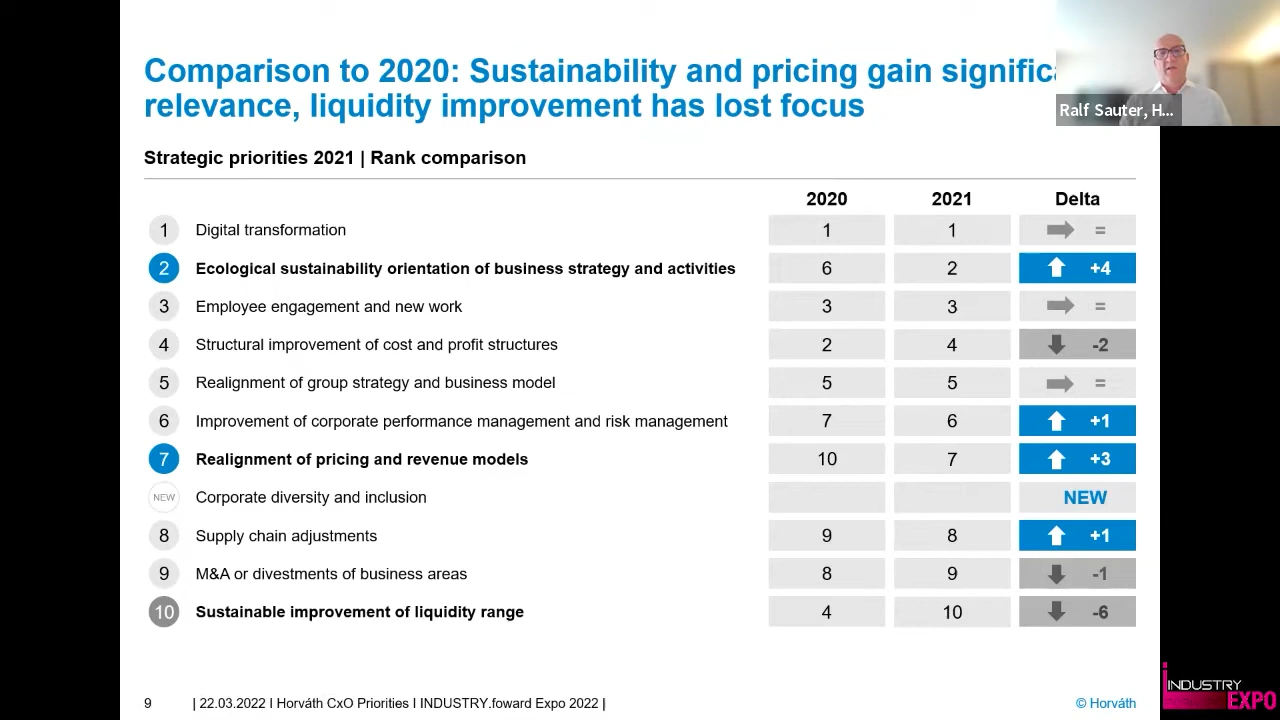 Comparison to 2020: Sustainability and pricing gain
relevance, liquidity improvement has lost focus
Ralf Sauter, H...
Strategic priorities 2021 | Rank comparison
2020 2021 Delta
1 Digital transformation 1 1 =
2 Ecological sustainability orientation of business strategy and activities 6 2 +4
3 Employee engagement and new work 3 3 =
4 Structural improvement of cost and profit structures 2 4 -2
5 Realignment of group strategy and business model 5 5 =
6 Improvement of corporate performance management and risk management 7 6 +1
7 Realignment of pricing and revenue models 10 7 +3
NEW Corporate diversity and inclusion NEW
8 Supply chain adjustments 9 8 +1
9 M&A or divestments of business areas 8 9 -1
10 Sustainable improvement of liquidity range 4 10 -6
9 | 22.03.2022 I Horváth CxO Priorities I INDUSTRY.foward Expo 2022 |
© Horváth
INDUSTRY
EXPO